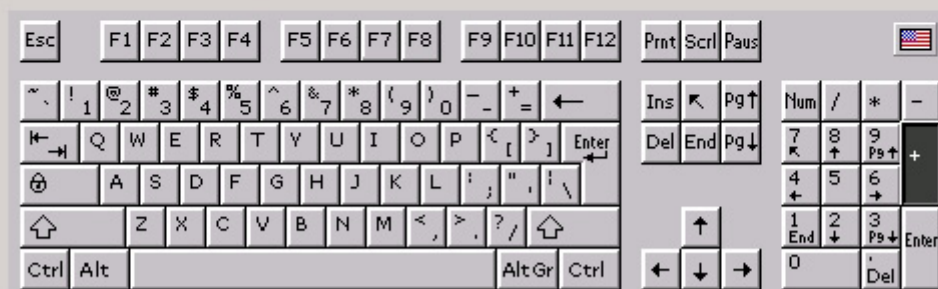 Esc F1 F2 F3 F4 F5 F6 F7 F8 F9 F10 F11 F12 Prnt Scrl Paus
~ ` ! 1 @ 2 # 3 $ 4 % 5 ^ 6 & 7 * 8 ( 9 ) 0 _ - + = ← Ins ↖ Pg↑ Num / * -
Q W E R T Y U I O P { [ } ] Enter Del End Pg↓ 7 ↖ 8 ↑ 9 Pg↑ +
A S D F G H J K L : ; " ' | \ 4 ← 5 6 →
Z X C V B N M < , > . ? / ↑ 1 End 2 ↓ 3 Pg↓ Enter
Ctrl Alt AltGr Ctrl ← ↓ → 0 . Del